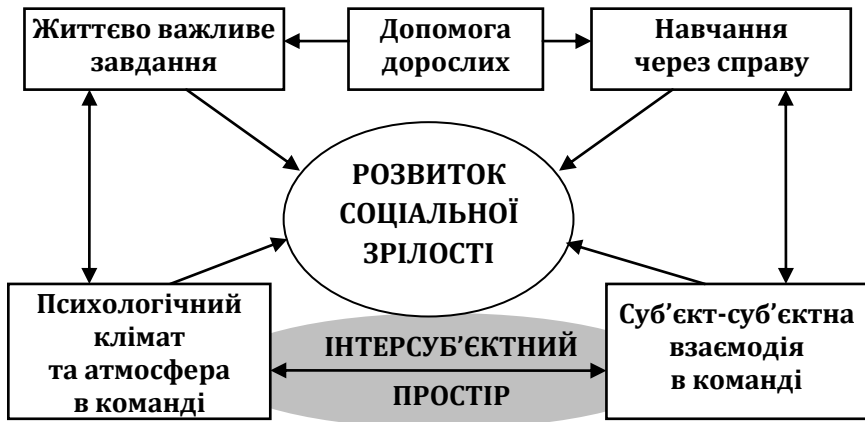 Життєво важливе
завдання
Допомога
дорослих
Навчання
через справу
РОЗВИТОК
СОЦІАЛЬНОЇ
ЗРІЛОСТІ
Психологічний
клімат
та атмосфера
в команді
ІНТЕРСУБ’ЄКТНИЙ
ПРОСТІР
Суб’єкт-суб’єктна
взаємодія
в команді